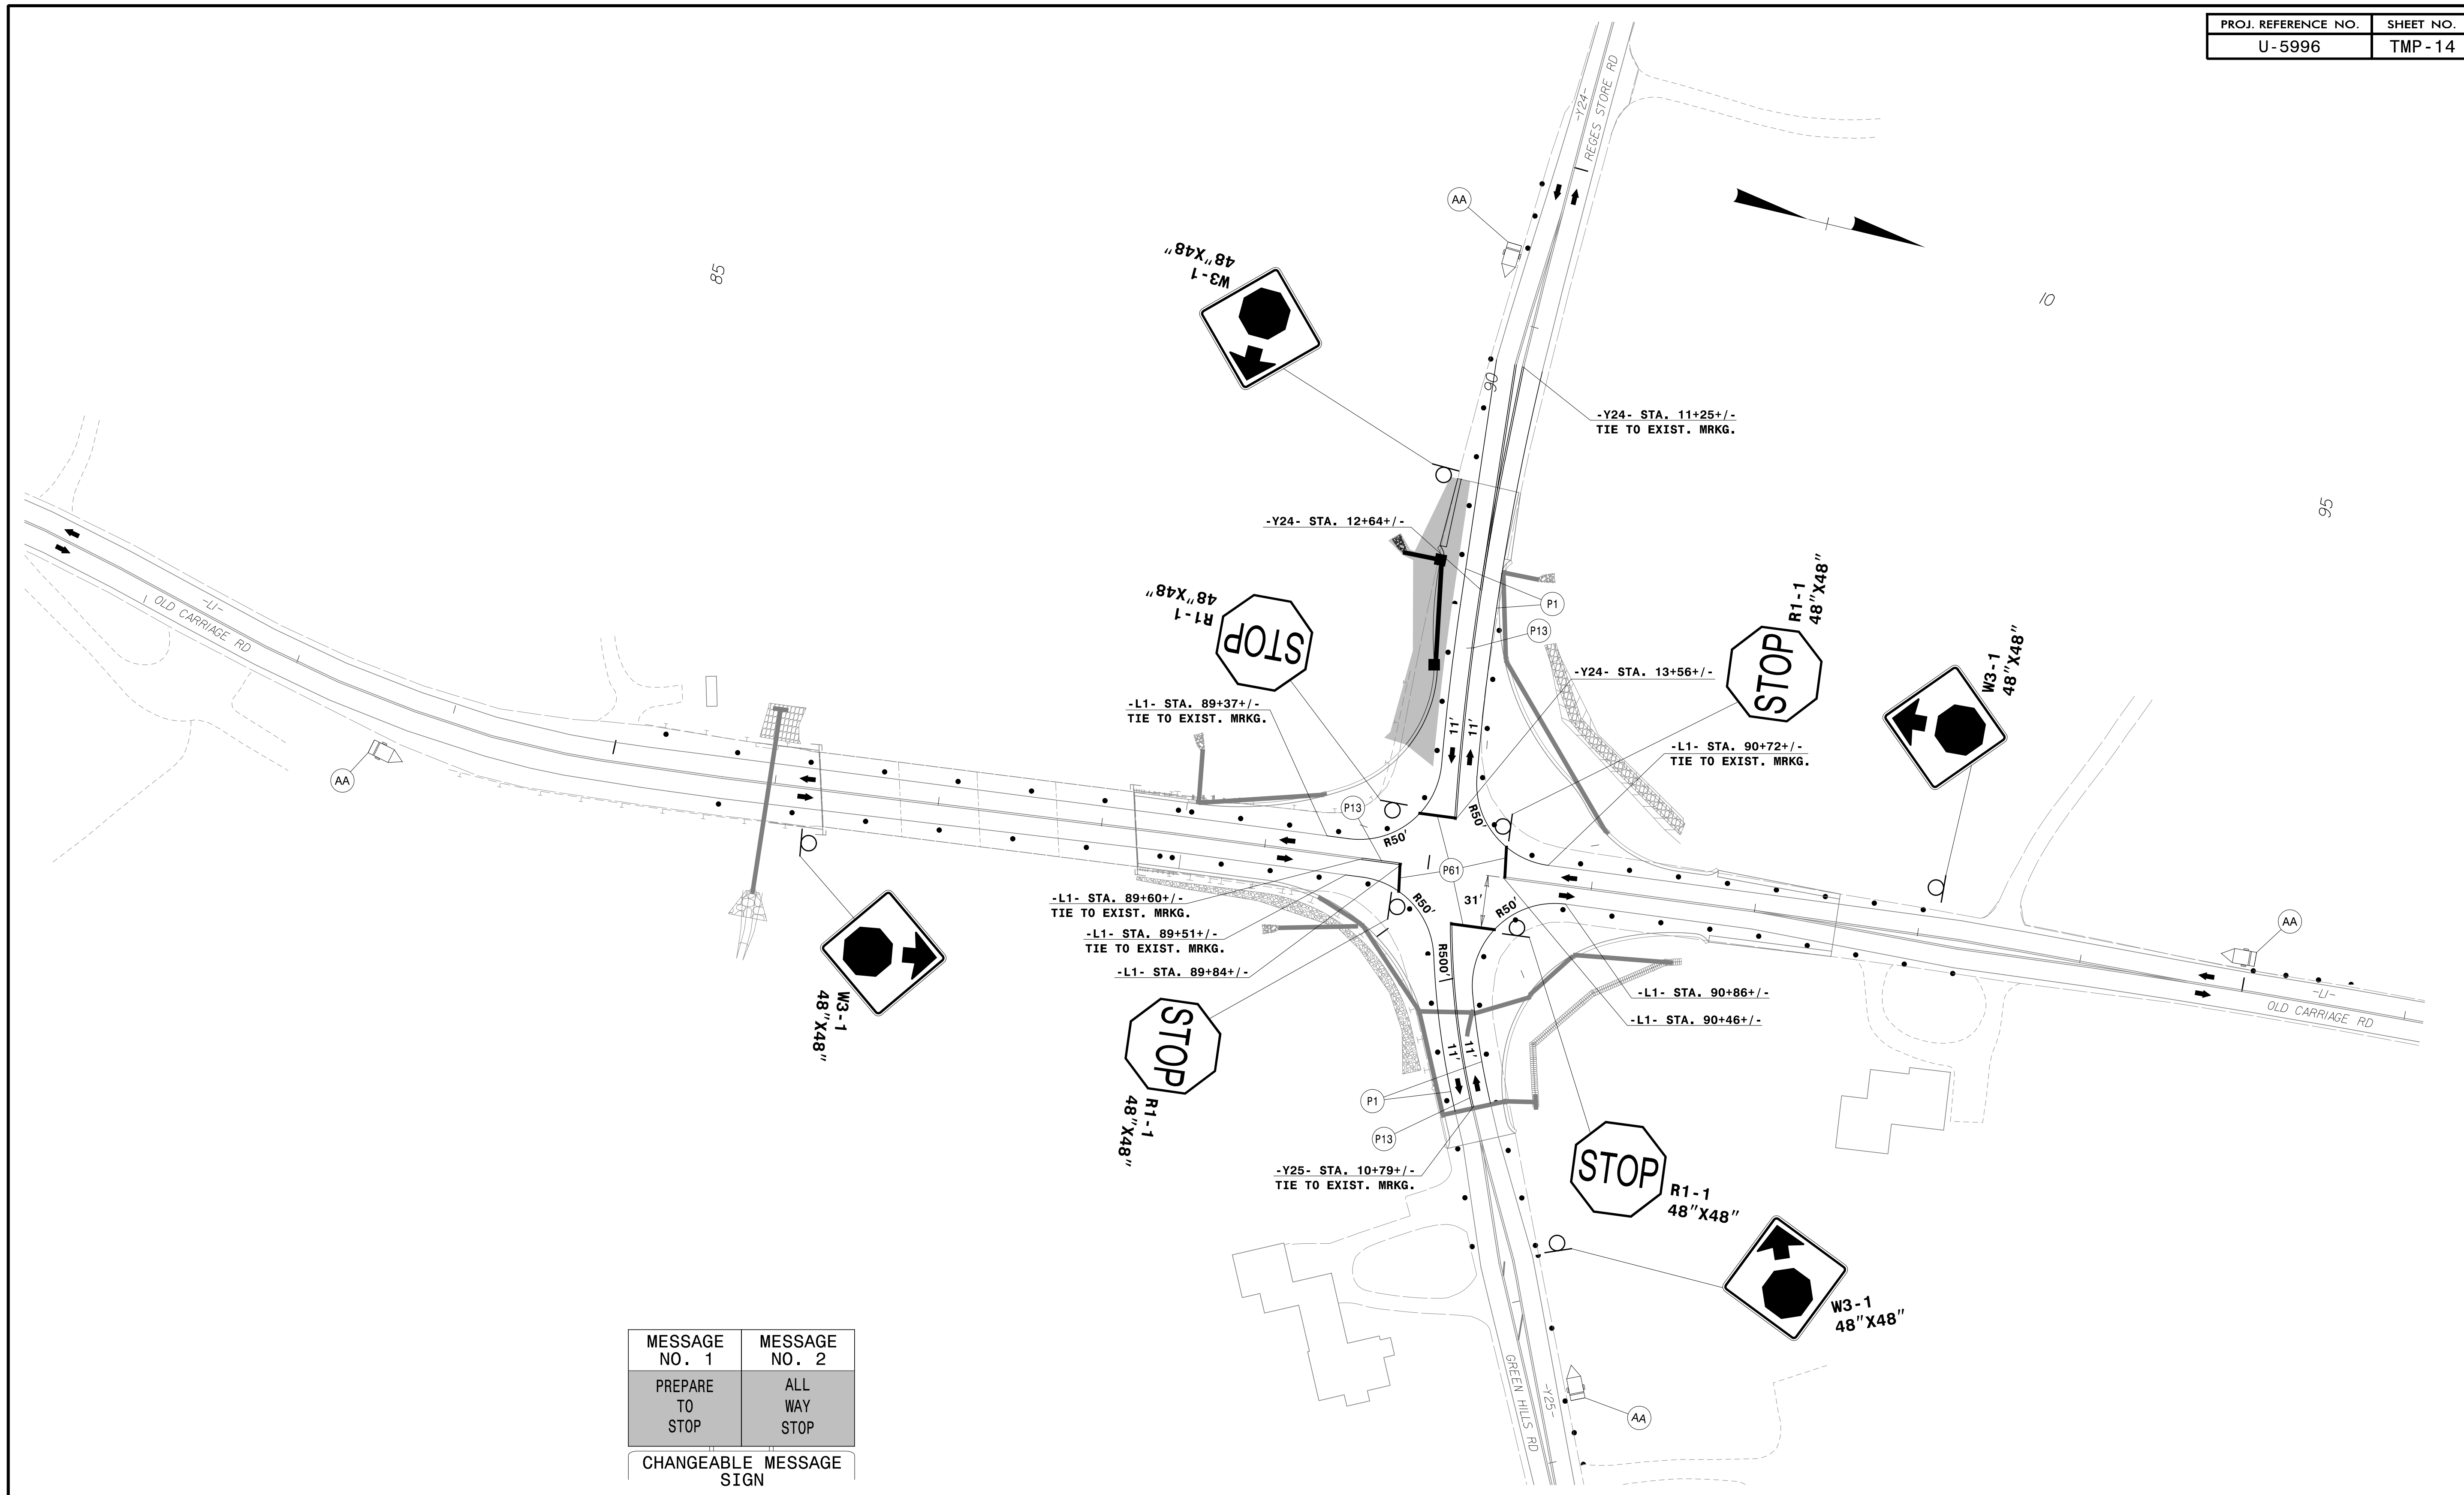 PROJ. REFERENCE NO. SHEET NO.
U-5996 TMP-14
-Y24-
REGES STORE RD
AA
W3-1
48"X48"
85
10
90
-Y24- STA. 11+25+/-
TIE TO EXIST. MRKG.
95
-Y24- STA. 12+64+/-
R1-1
48"X48"
STOP
P1
P13
R1-1
48"X48"
STOP
W3-1
48"X48"
-L1-
OLD CARRIAGE RD
-Y24- STA. 13+56+/-
-L1- STA. 89+37+/-
TIE TO EXIST. MRKG.
11'
11'
-L1- STA. 90+72+/-
TIE TO EXIST. MRKG.
AA
P13
R50'
R50'
P61
31'
-L1- STA. 89+60+/-
TIE TO EXIST. MRKG.
R50'
R50'
AA
-L1- STA. 89+51+/-
TIE TO EXIST. MRKG.
R500'
-L1- STA. 89+84+/-
-L1- STA. 90+86+/-
-L1- STA. 90+46+/-
-L1-
OLD CARRIAGE RD
W3-1
48"X48"
STOP
R1-1
48"X48"
11'
11'
P1
P13
-Y25- STA. 10+79+/-
TIE TO EXIST. MRKG.
STOP
R1-1
48"X48"
W3-1
48"X48"
GREEN HILLS RD
-Y25-
AA
MESSAGE NO. 1
MESSAGE NO. 2
PREPARE
TO
STOP
ALL
WAY
STOP
CHANGEABLE MESSAGE
SIGN